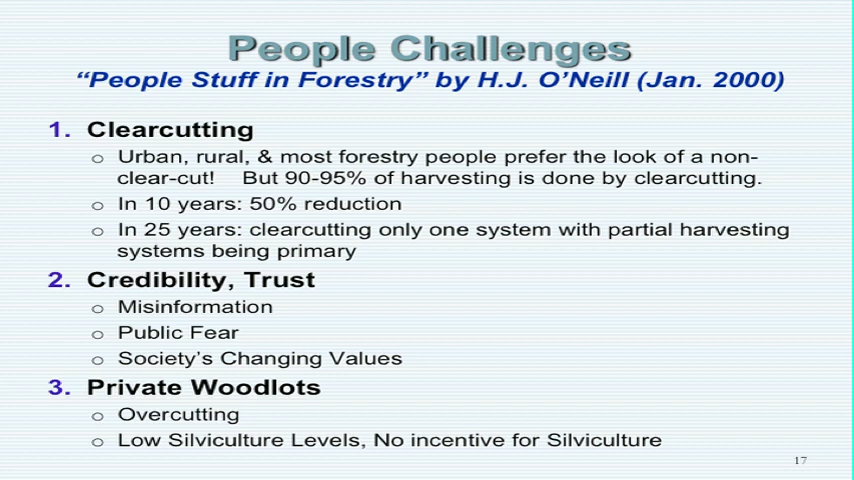 People Challenges
“People Stuff in Forestry” by H.J. O’Neill (Jan. 2000)
1. Clearcutting
o Urban, rural, & most forestry people prefer the look of a non-
clear-cut! But 90-95% of harvesting is done by clearcutting.
o In 10 years: 50% reduction
o In 25 years: clearcutting only one system with partial harvesting
systems being primary
2. Credibility, Trust
o Misinformation
o Public Fear
o Society’s Changing Values
3. Private Woodlots
o Overcutting
o Low Silviculture Levels, No incentive for Silviculture
17